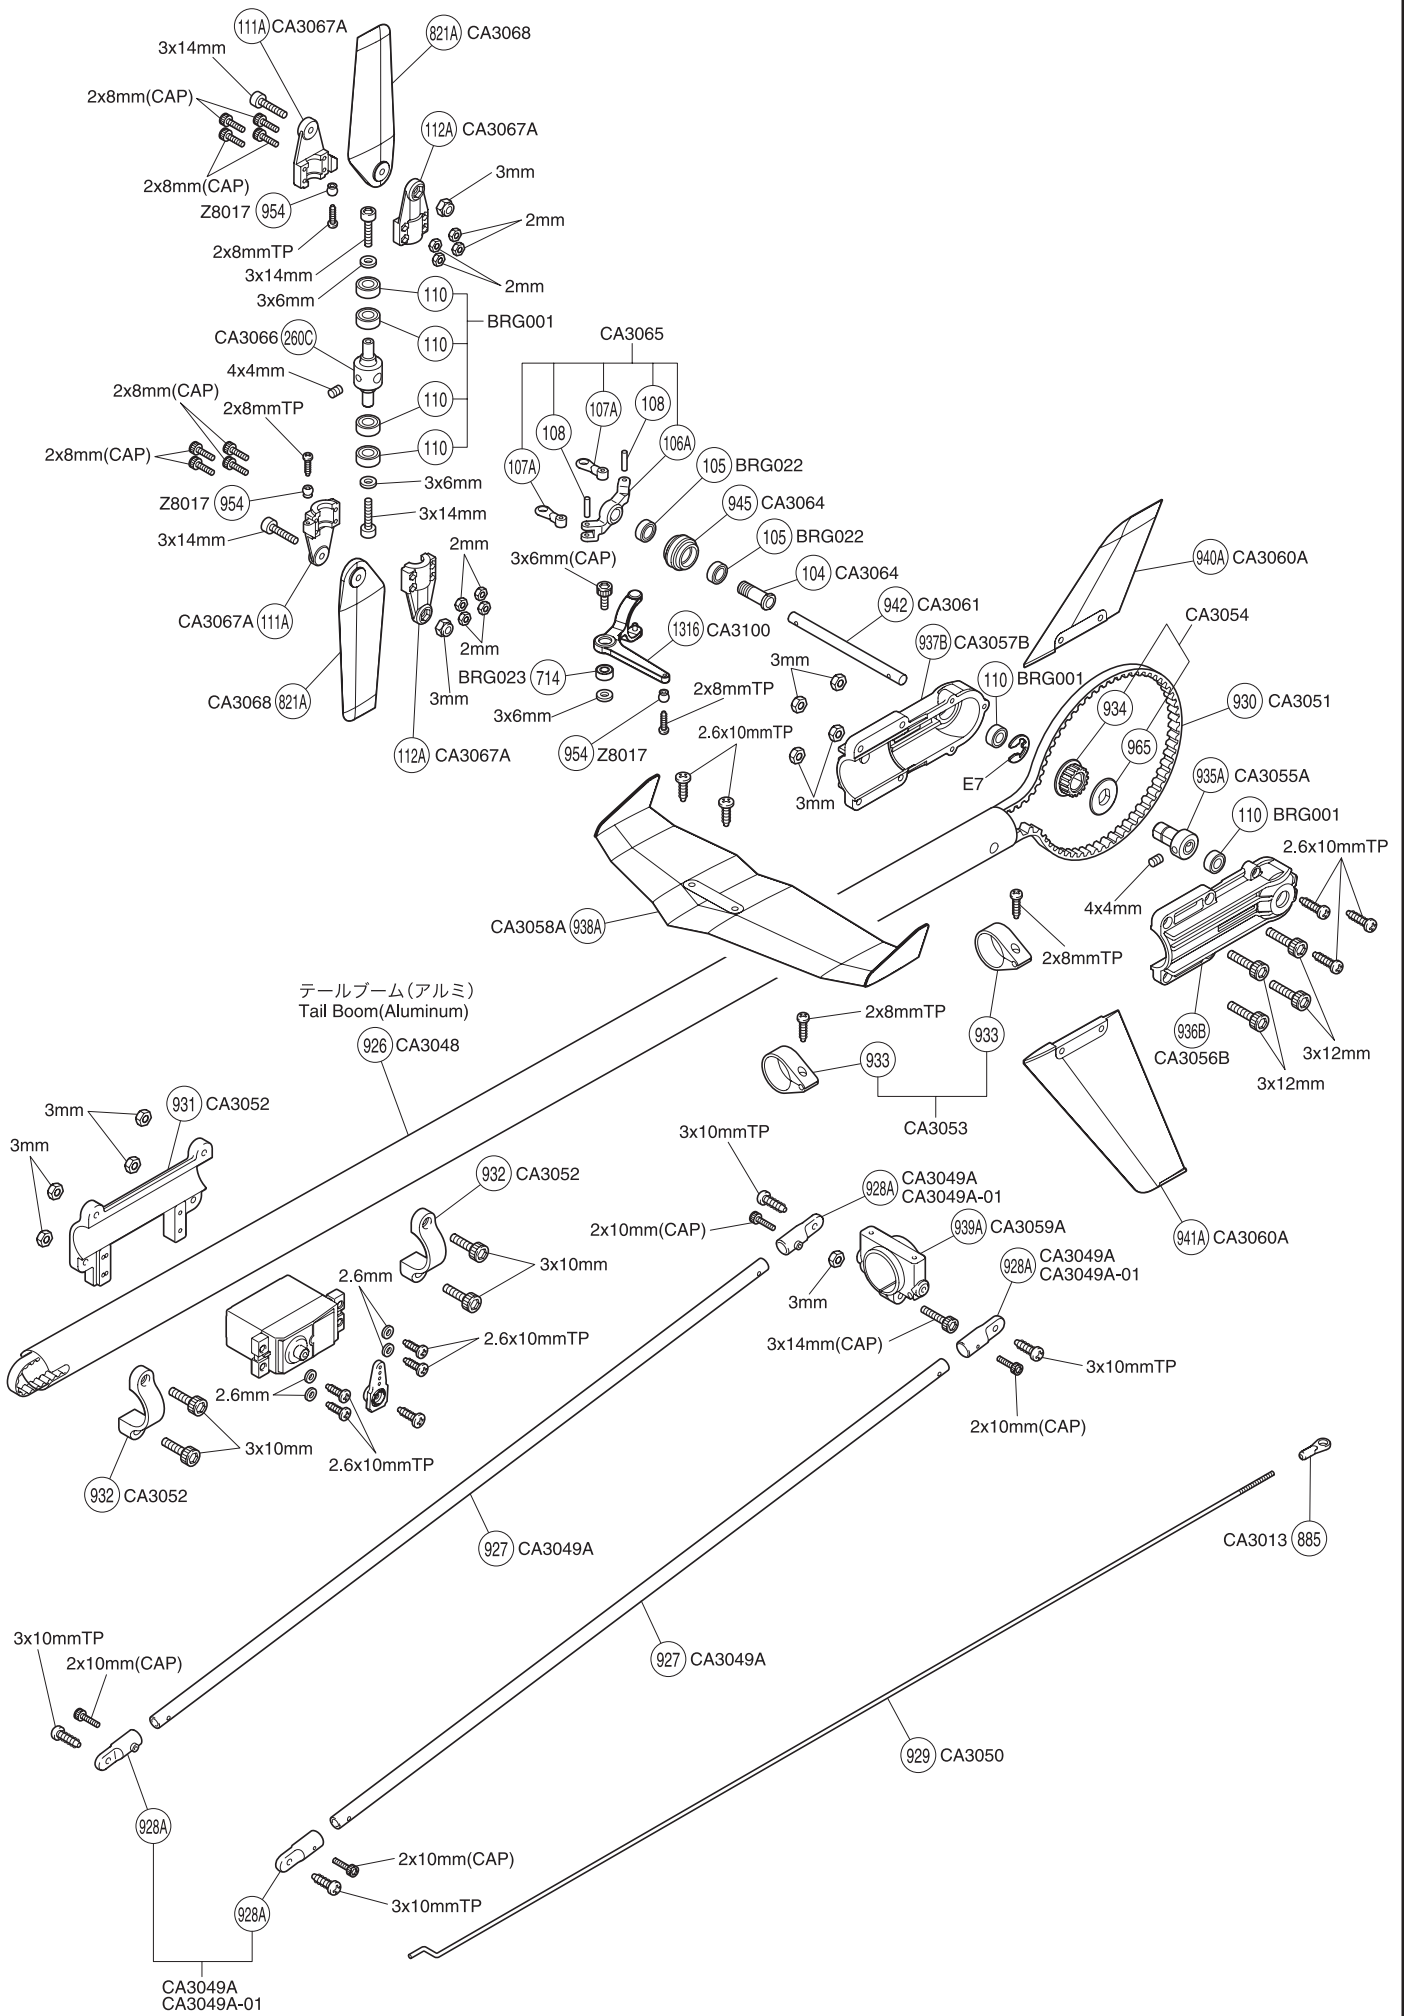 111A CA3067A
821A CA3068
3x14mm
2x8mm(CAP)
112A CA3067A
3mm
2x8mm(CAP)
Z8017 954
2mm
2x8mmTP
3x14mm
2mm
3x6mm
110
BRG001
110
CA3066 260C
CA3065
4x4mm
2x8mm(CAP)
2x8mmTP
110
107A
108
108
106A
2x8mm(CAP)
110
107A
105 BRG022
3x6mm
Z8017 954
945 CA3064
3x14mm
3x14mm
105 BRG022
2mm
3x6mm(CAP)
940A CA3060A
104 CA3064
942 CA3061
CA3067A 111A
1316 CA3100
CA3054
937B CA3057B
2mm
3mm
110 BRG001
BRG023 714
2x8mmTP
CA3068 821A
3mm
934
930 CA3051
3x6mm
2.6x10mmTP
965
112A CA3067A
954 Z8017
3mm
E7
935A CA3055A
110 BRG001
2.6x10mmTP
4x4mm
CA3058A 938A
2x8mmTP
テールブーム(アルミ)
Tail Boom(Aluminum)
2x8mmTP
933
936B
CA3056B
926 CA3048
933
3x12mm
3x12mm
931 CA3052
3mm
CA3053
3mm
3x10mmTP
932 CA3052
928A CA3049A
CA3049A-01
2x10mm(CAP)
939A CA3059A
941A CA3060A
928A CA3049A
CA3049A-01
3x10mm
2.6mm
3mm
2.6x10mmTP
3x14mm(CAP)
3x10mmTP
2.6mm
2x10mm(CAP)
3x10mm
2.6x10mmTP
932 CA3052
927 CA3049A
CA3013 885
3x10mmTP
2x10mm(CAP)
927 CA3049A
929 CA3050
928A
2x10mm(CAP)
3x10mmTP
928A
CA3049A
CA3049A-01